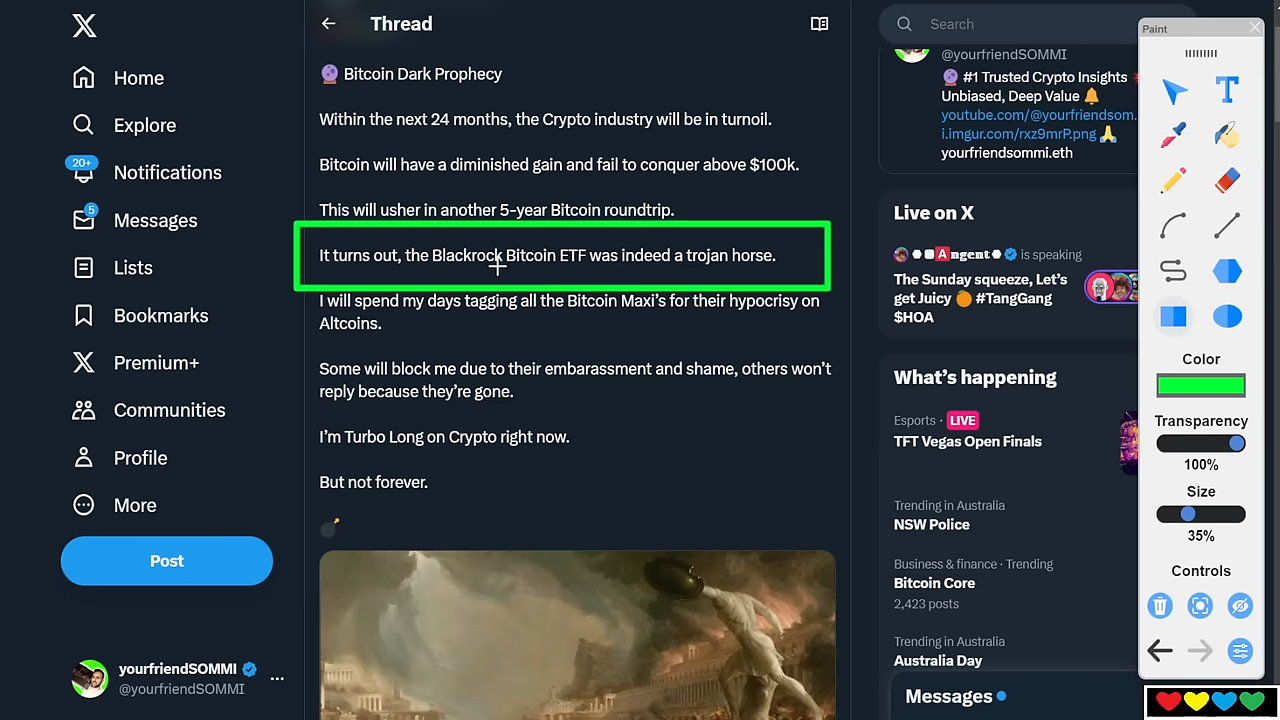 Home
Explore
20+
Notifications
5
Messages
Lists
Bookmarks
Premium+
Communities
Profile
More
Post
yourfriendSOMMI
@yourfriendSOMMI
Thread
🔮 Bitcoin Dark Prophecy
Within the next 24 months, the Crypto industry will be in turnoil.
Bitcoin will have a diminished gain and fail to conquer above $100k.
This will usher in another 5-year Bitcoin roundtrip.
It turns out, the Blackrock Bitcoin ETF was indeed a trojan horse.
I will spend my days tagging all the Bitcoin Maxi’s for their hypocrisy on
Altcoins.
Some will block me due to their embarassment and shame, others won’t
reply because they’re gone.
I’m Turbo Long on Crypto right now.
But not forever.
Search
@yourfriendSOMMI
🔮 #1 Trusted Crypto Insights
Unbiased, Deep Value 🔔
youtube.com/@yourfriendsom.
i.imgur.com/rxz9mrP.png 🙏
yourfriendsommi.eth
Live on X
Angent is speaking
The Sunday squeeze, Let’s
get Juicy 🍊 #TangGang
$HOA
What’s happening
Esports · LIVE
TFT Vegas Open Finals
Trending in Australia
NSW Police
Business & finance · Trending
Bitcoin Core
2,423 posts
Trending in Australia
Australia Day
Messages
Paint
T
Color
Transparency
100%
Size
35%
Controls